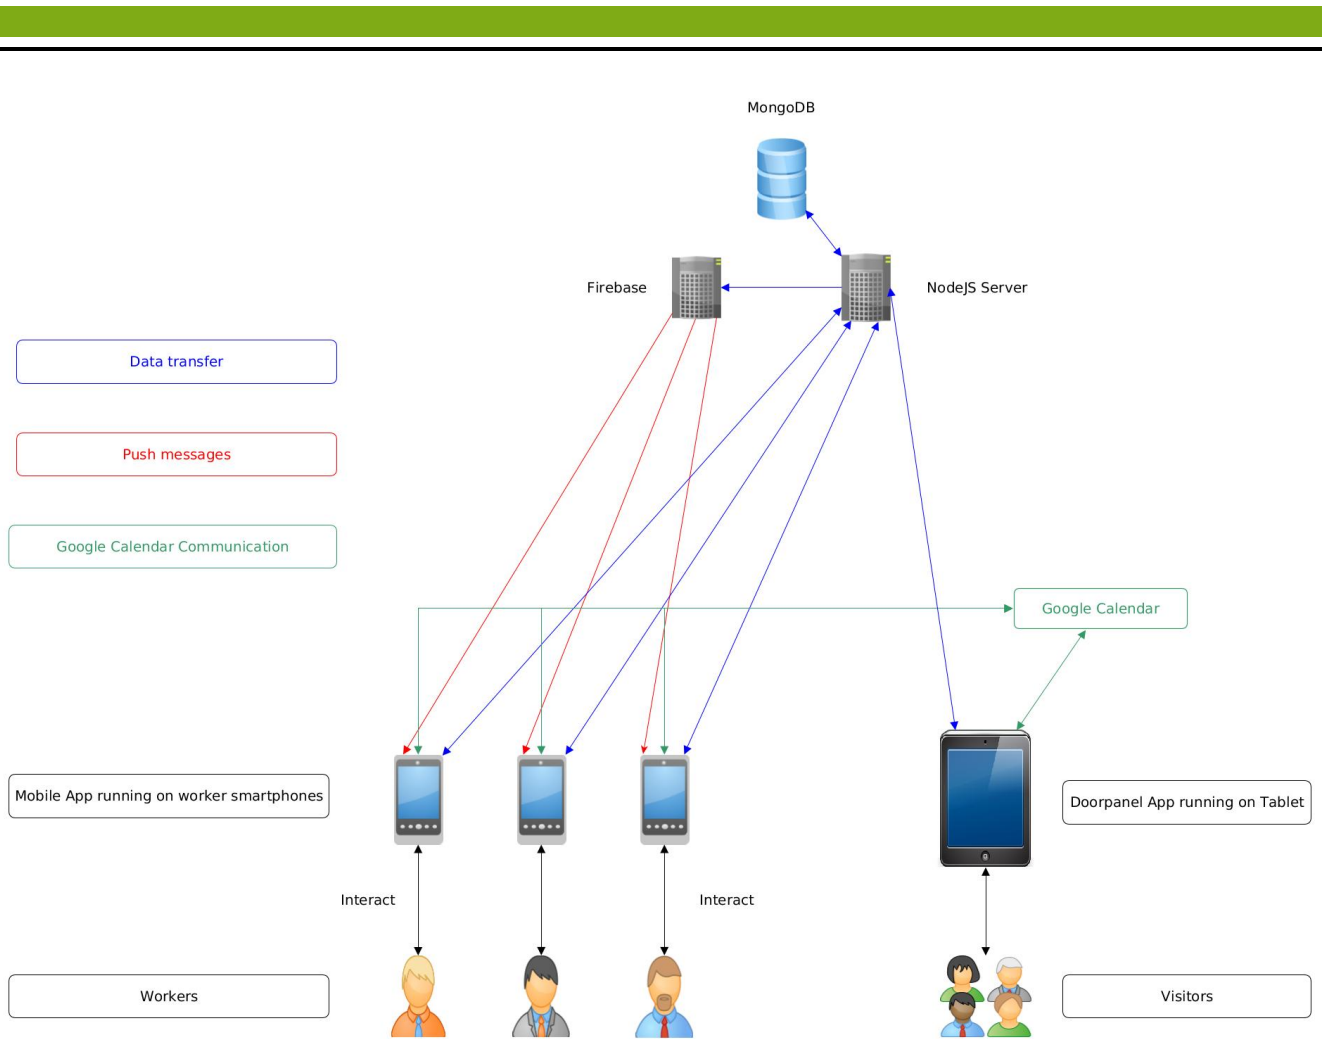 MongoDB
Firebase
NodeJS Server
Data transfer
Push messages
Google Calendar Communication
Google Calendar
Mobile App running on worker smartphones
Doorpanel App running on Tablet
Interact
Interact
Workers
Visitors